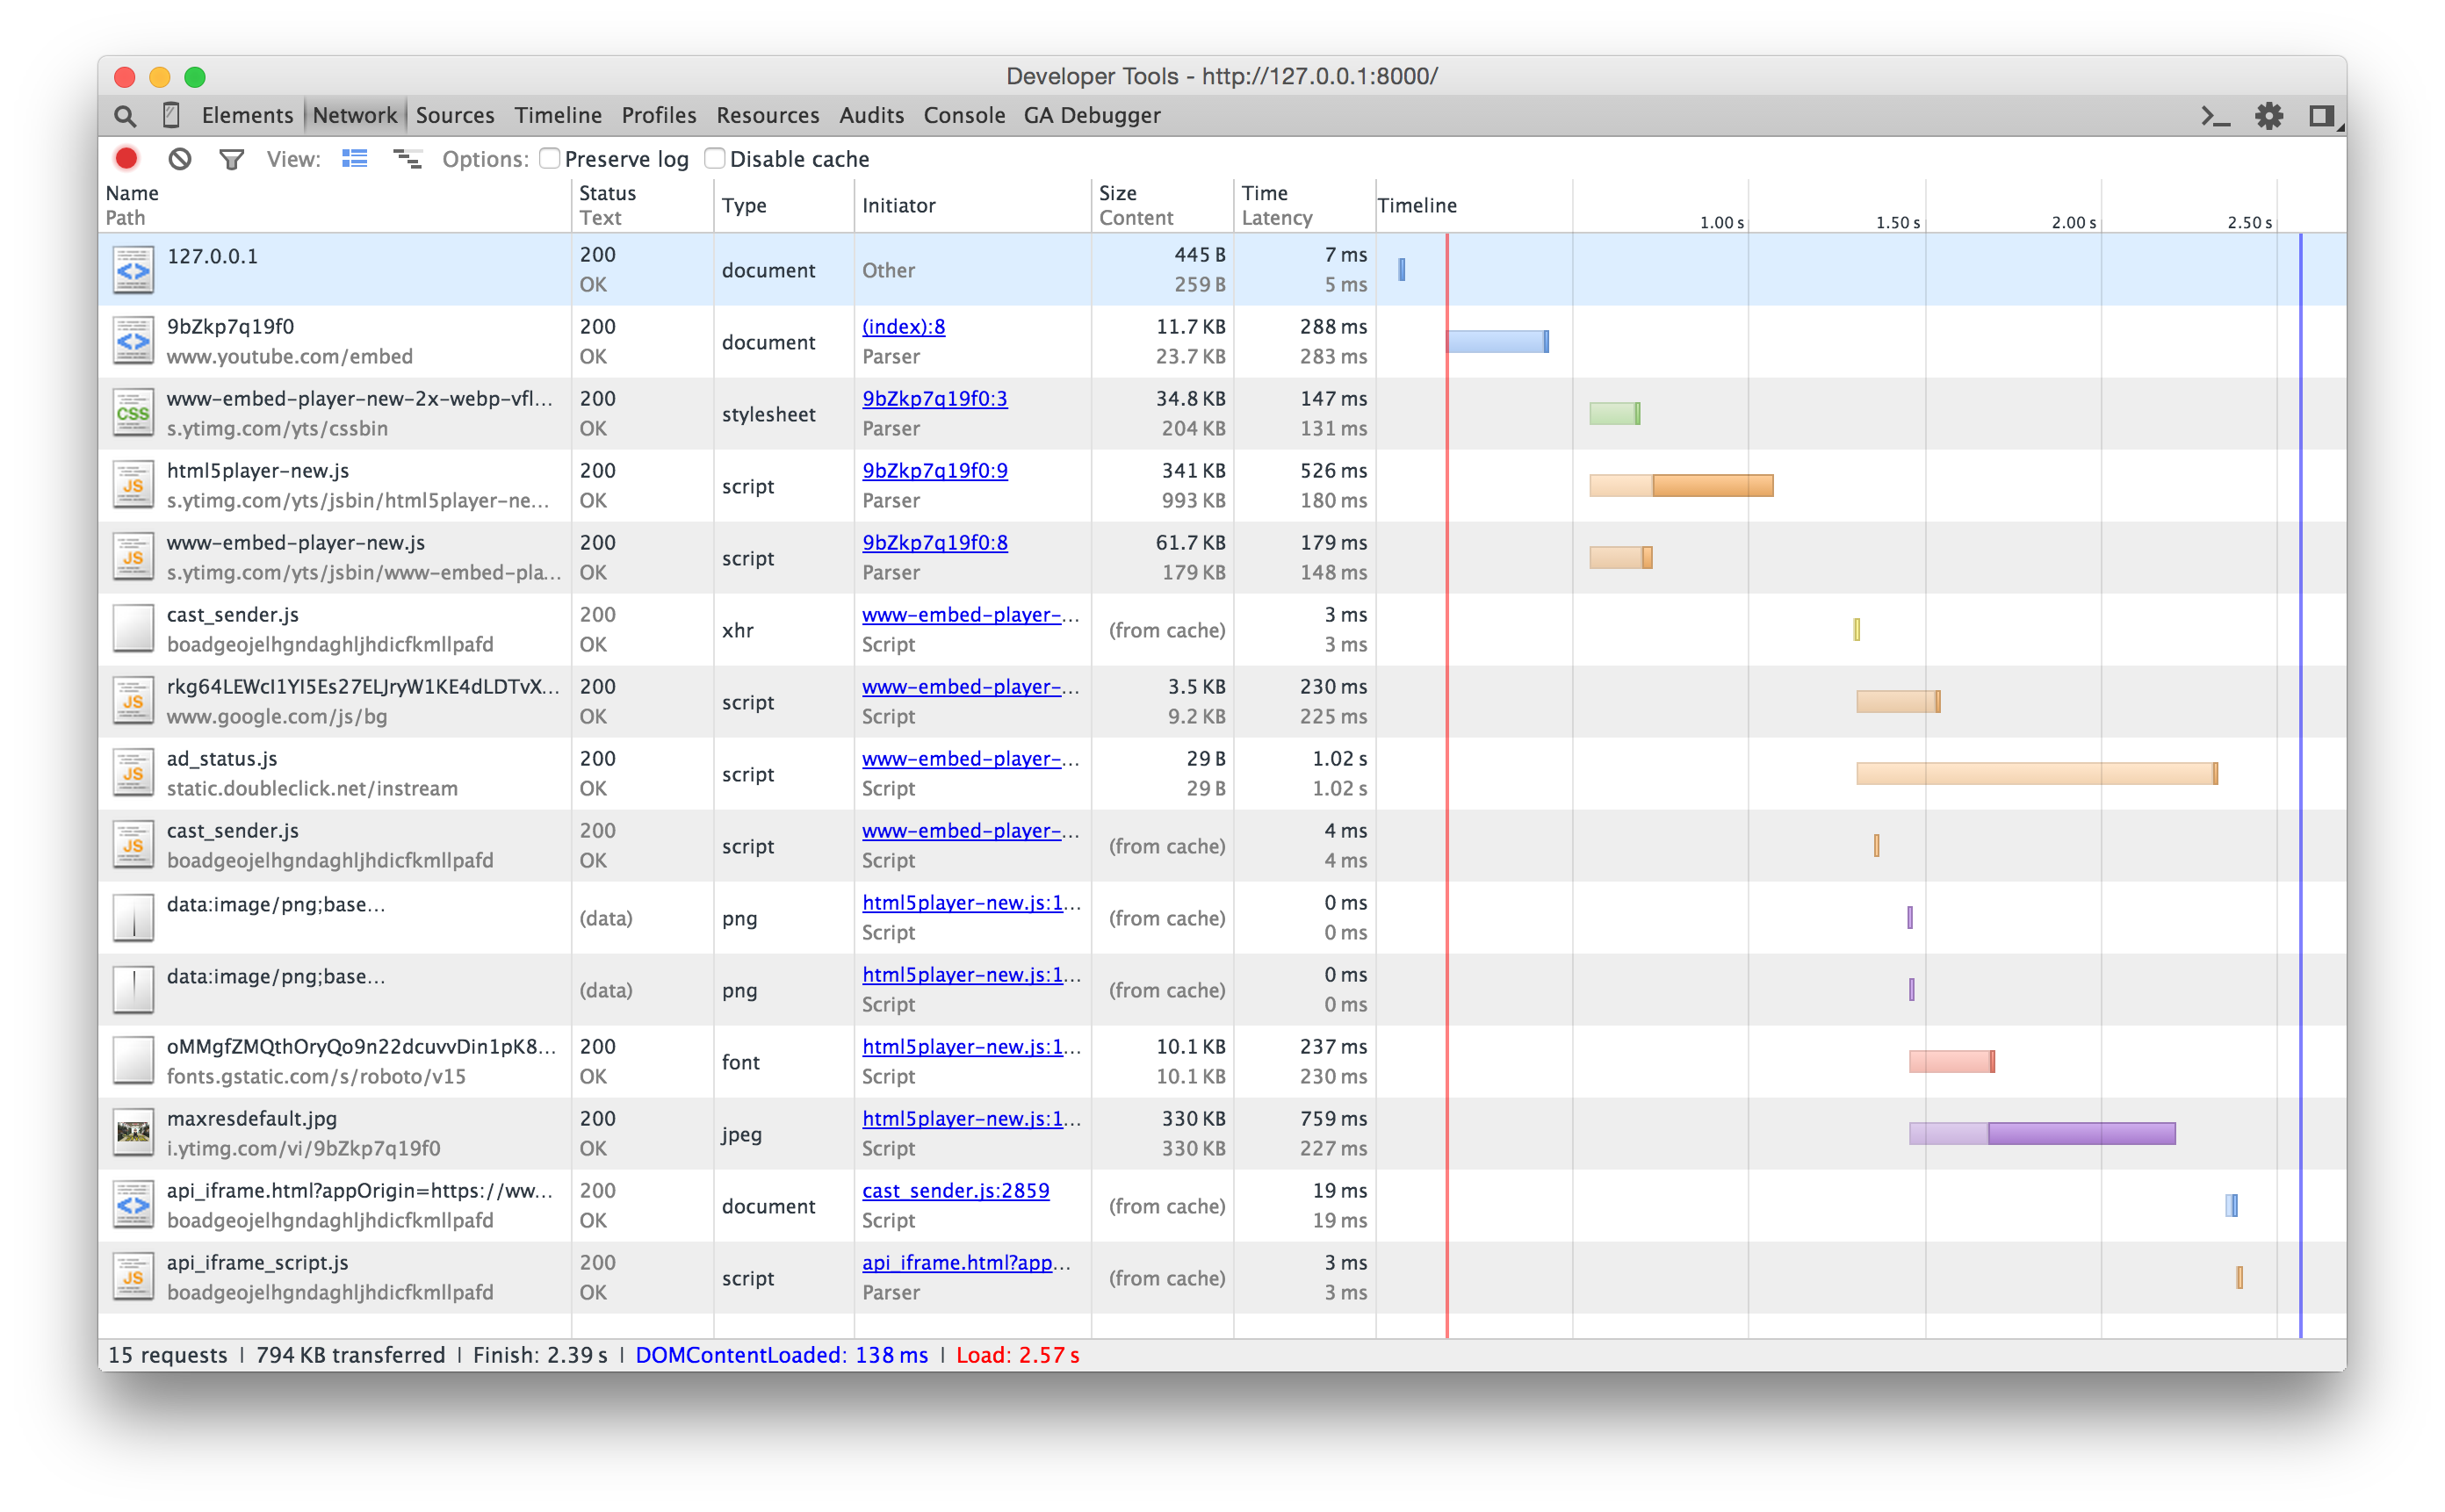 Developer Tools - http://127.0.0.1:8000/
Elements Network Sources Timeline Profiles Resources Audits Console GA Debugger
View: Options: Preserve log Disable cache
Name Status Type Initiator Size Time Timeline
Path Text Content Latency 1.00 s 1.50 s 2.00 s 2.50 s
127.0.0.1 200 document Other 445 B 7 ms
OK 259 B 5 ms
9bZkp7q19f0 200 document (index):8 11.7 KB 288 ms
www.youtube.com/embed OK Parser 23.7 KB 283 ms
www-embed-player-new-2x-webp-vfl... 200 stylesheet 9bZkp7q19f0:3 34.8 KB 147 ms
s.ytimg.com/yts/cssbin OK Parser 204 KB 131 ms
html5player-new.js 200 script 9bZkp7q19f0:9 341 KB 526 ms
s.ytimg.com/yts/jsbin/html5player-ne... OK Parser 993 KB 180 ms
www-embed-player-new.js 200 script 9bZkp7q19f0:8 61.7 KB 179 ms
s.ytimg.com/yts/jsbin/www-embed-pla... OK Parser 179 KB 148 ms
cast_sender.js 200 xhr www-embed-player-... (from cache) 3 ms
boadgeojelhgndaghljhdicfkmllpafd OK Script 3 ms
rkg64LEWcI1YI5Es27ELJryW1KE4dLDTvX... 200 script www-embed-player-... 3.5 KB 230 ms
www.google.com/js/bg OK Script 9.2 KB 225 ms
ad_status.js 200 script www-embed-player-... 29 B 1.02 s
static.doubleclick.net/instream OK Script 29 B 1.02 s
cast_sender.js 200 script www-embed-player-... (from cache) 4 ms
boadgeojelhgndaghljhdicfkmllpafd OK Script 4 ms
data:image/png;base... (data) png html5player-new.js:1... (from cache) 0 ms
Script 0 ms
data:image/png;base... (data) png html5player-new.js:1... (from cache) 0 ms
Script 0 ms
oMMgfZMQthOryQo9n22dcuvvDin1pK8... 200 font html5player-new.js:1... 10.1 KB 237 ms
fonts.gstatic.com/s/roboto/v15 OK Script 10.1 KB 230 ms
maxresdefault.jpg 200 jpeg html5player-new.js:1... 330 KB 759 ms
i.ytimg.com/vi/9bZkp7q19f0 OK Script 330 KB 227 ms
api_iframe.html?appOrigin=https://ww... 200 document cast_sender.js:2859 (from cache) 19 ms
boadgeojelhgndaghljhdicfkmllpafd OK Script 19 ms
api_iframe_script.js 200 script api_iframe.html?app... (from cache) 3 ms
boadgeojelhgndaghljhdicfkmllpafd OK Parser 3 ms
15 requests | 794 KB transferred | Finish: 2.39 s | DOMContentLoaded: 138 ms | Load: 2.57 s